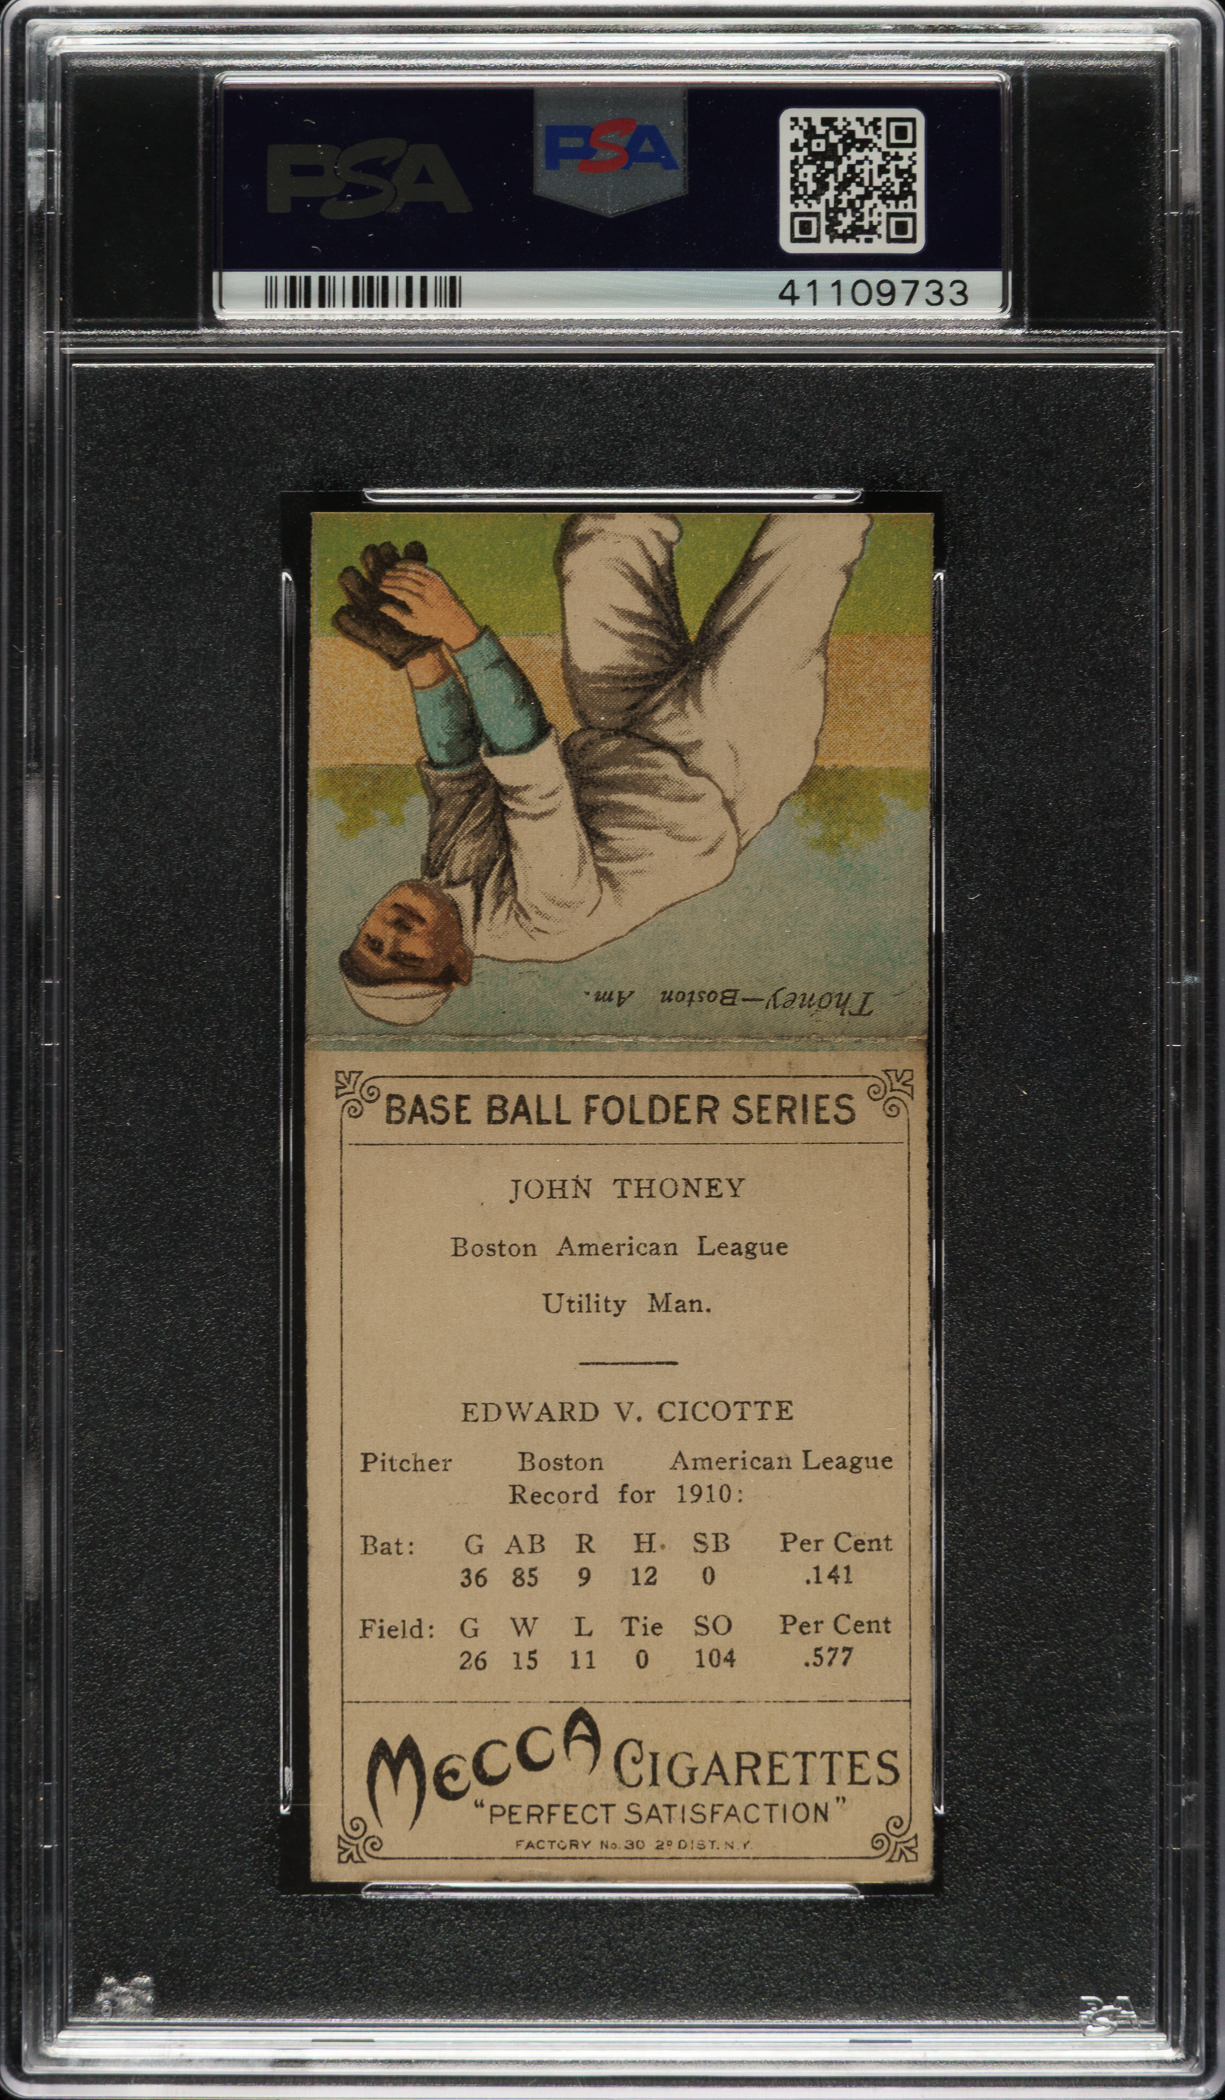 PSA
PSA
41109733
Thoney—Boston Am.
BASE BALL FOLDER SERIES
JOHN THONEY
Boston American League
Utility Man.
EDWARD V. CICOTTE
Pitcher Boston American League
Record for 1910:
Bat: G AB R H. SB Per Cent
36 85 9 12 0 .141
Field: G W L Tie SO Per Cent
26 15 11 0 104 .577
MECCA CIGARETTES
"PERFECT SATISFACTION"
FACTORY No. 30 2D DIST. N.Y.
PSA